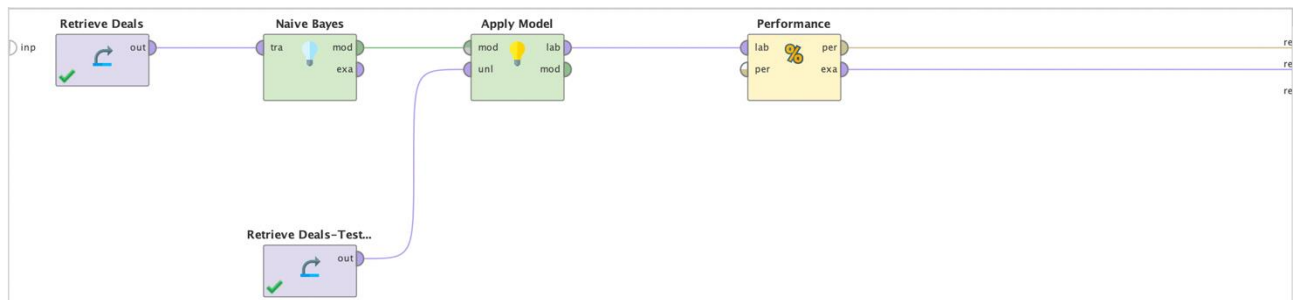 Retrieve Deals
Naive Bayes
Apply Model
Performance
inp
out
tra
mod
mod
lab
lab
per
re
exa
unl
mod
per
%
exa
re
re
Retrieve Deals-Test...
out